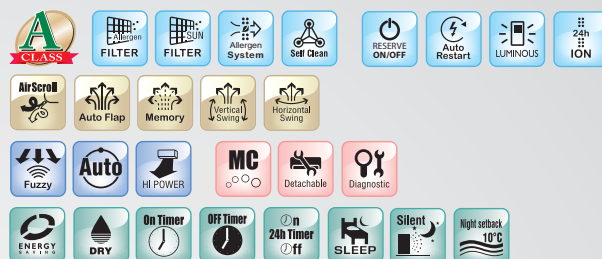 A
CLASS
Allergen
FILTER
SUN
FILTER
Allergen
System
Self Clean
RESERVE
ON/OFF
Auto
Restart
LUMINOUS
24h
ION
AirScroll
Auto Flap
Memory
Vertical
Swing
Horizontal
Swing
Fuzzy
Auto
HI POWER
MC
Detachable
Diagnostic
ENERGY
SAVING
DRY
On Timer
OFF Timer
On
24h Timer
Off
SLEEP
Silent
Night setback
10°C